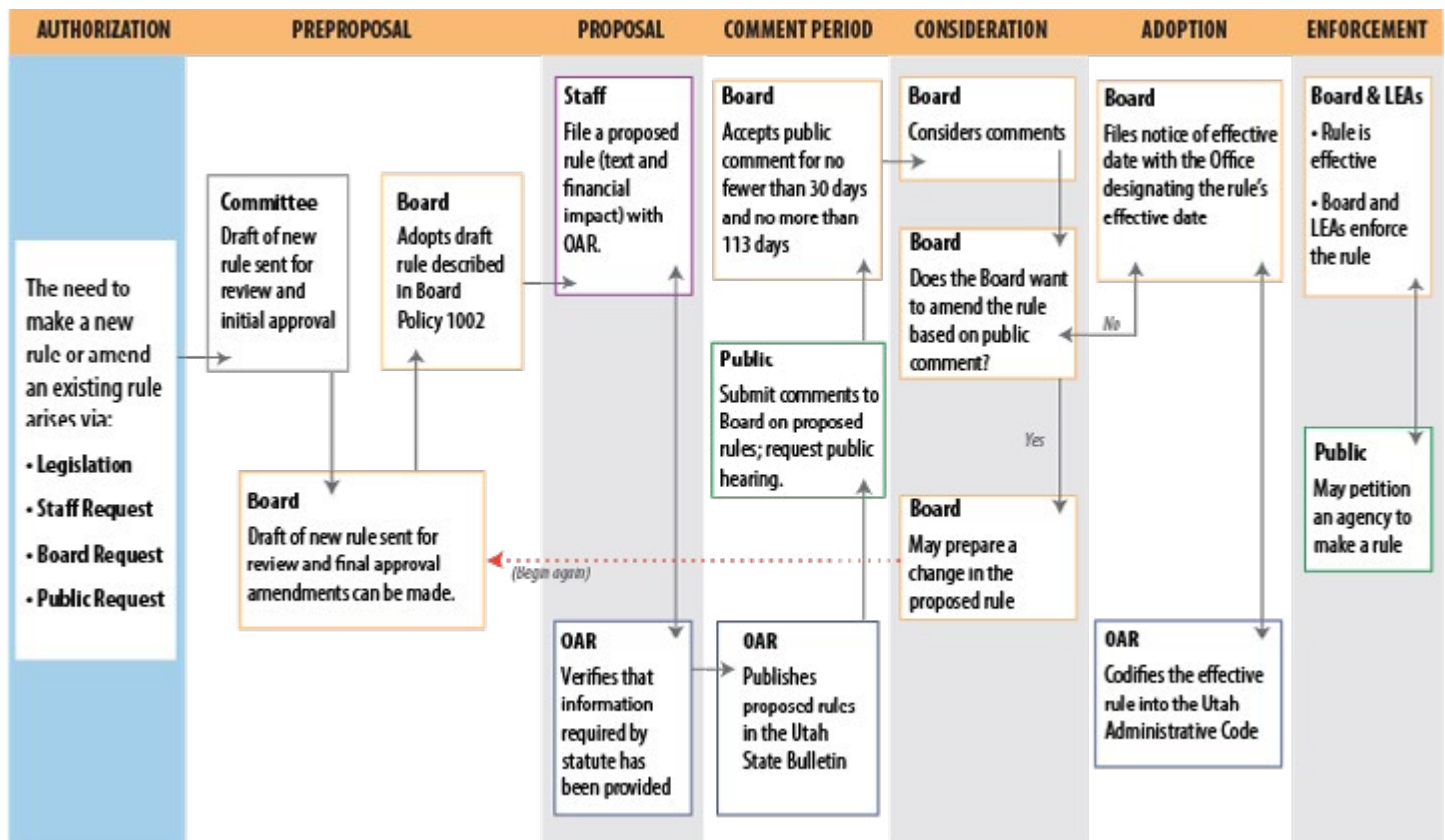 AUTHORIZATION
PREPROPOSAL
PROPOSAL
COMMENT PERIOD
CONSIDERATION
ADOPTION
ENFORCEMENT
The need to
make a new
rule or amend
an existing rule
arises via:
• Legislation
• Staff Request
• Board Request
• Public Request
Committee
Draft of new
rule sent for
review and
initial approval
Board
Draft of new rule sent for
review and final approval
amendments can be made.
Board
Adopts draft
rule described
in Board
Policy 1002
Staff
File a proposed
rule (text and
financial
impact) with
OAR.
OAR
Verifies that
information
required by
statute has
been provided
OAR
Publishes
proposed rules
in the Utah
State Bulletin
Public
Submit comments to
Board on proposed
rules; request public
hearing.
Board
Accepts public
comment for no
fewer than 30 days
and no more than
113 days
Board
Considers comments
Board
Does the Board want
to amend the rule
based on public
comment?
No
Yes
Board
May prepare a
change in the
proposed rule
(Begin again)
Board
Files notice of effective
date with the Office
designating the rule's
effective date
OAR
Codifies the effective
rule into the Utah
Administrative Code
Board & LEAs
• Rule is
effective
• Board and
LEAs enforce
the rule
Public
May petition
an agency to
make a rule